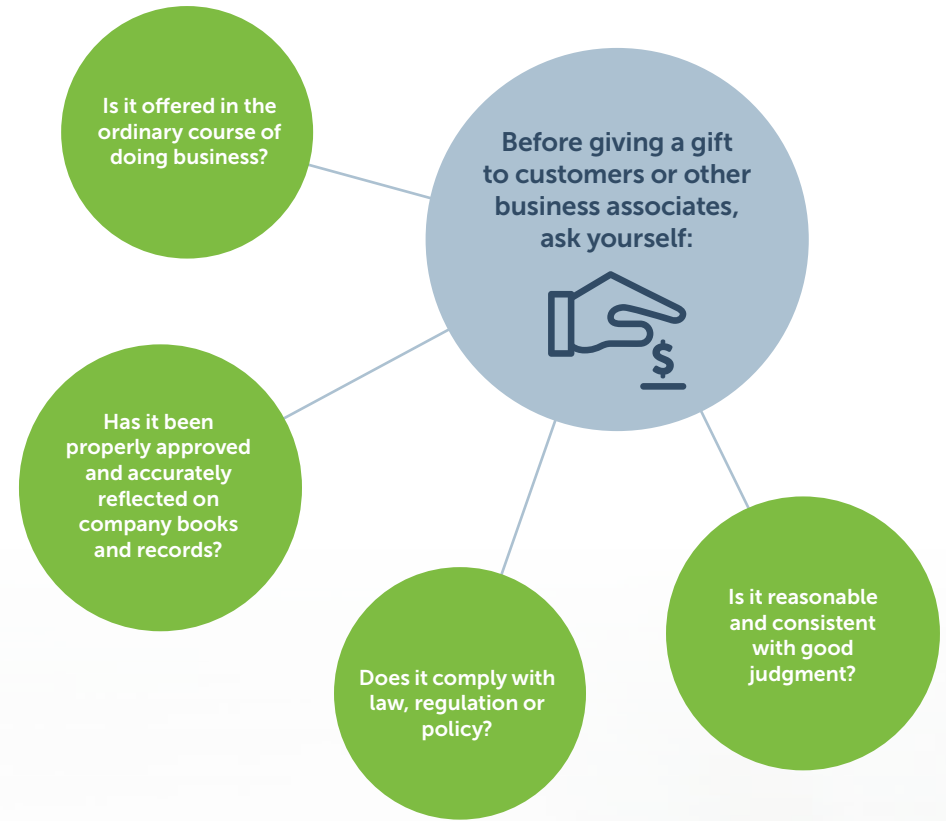 Before giving a gift
to customers or other
business associates,
ask yourself:
$
Is it offered in the
ordinary course of
doing business?
Has it been
properly approved
and accurately
reflected on
company books
and records?
Does it comply with
law, regulation or
policy?
Is it reasonable
and consistent
with good
judgment?